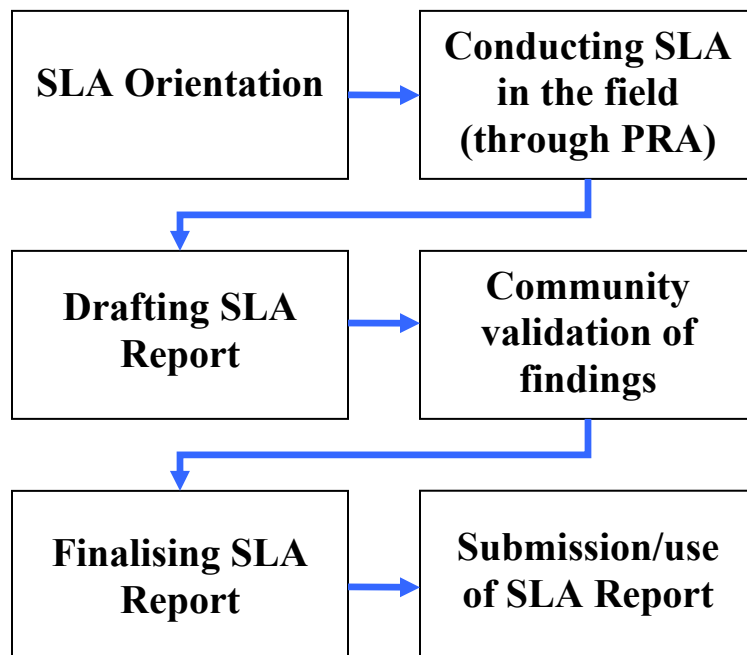 SLA Orientation
Conducting SLA
in the field
(through PRA)
Drafting SLA
Report
Community
validation of
findings
Finalising SLA
Report
Submission/use
of SLA Report